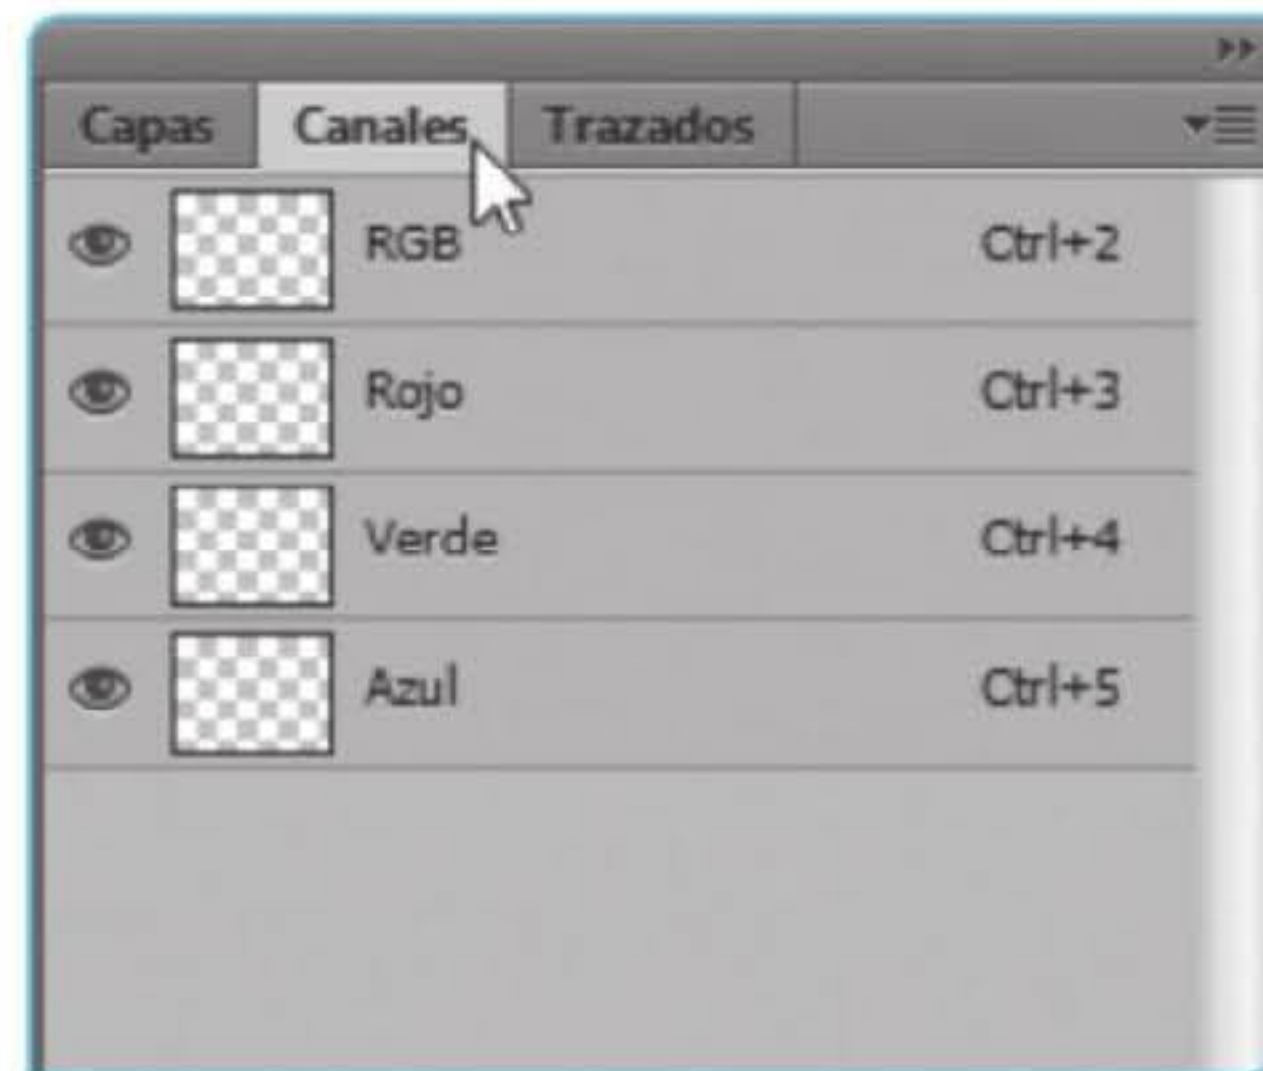 Capas Canales Trazados
RGB Ctrl+2
Rojo Ctrl+3
Verde Ctrl+4
Azul Ctrl+5